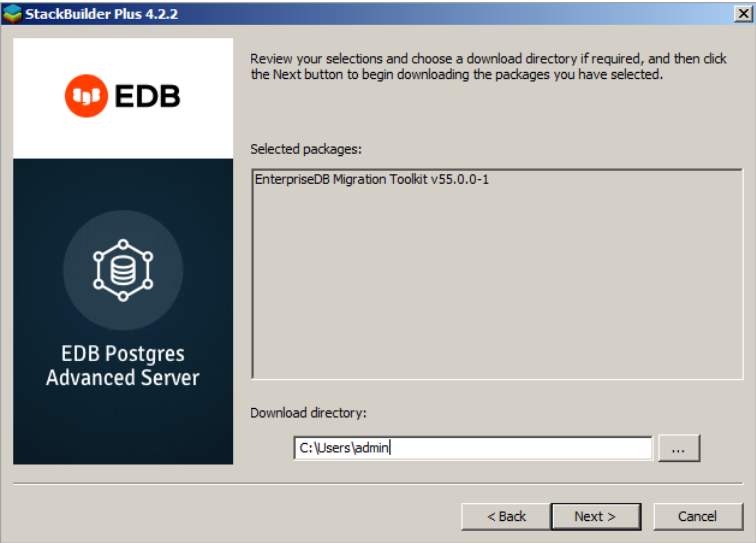 StackBuilder Plus 4.2.2
EDB
EDB Postgres
Advanced Server
Review your selections and choose a download directory if required, and then click
the Next button to begin downloading the packages you have selected.
Selected packages:
EnterpriseDB Migration Toolkit v55.0.0-1
Download directory:
C:\Users\admin
...
< Back
Next >
Cancel